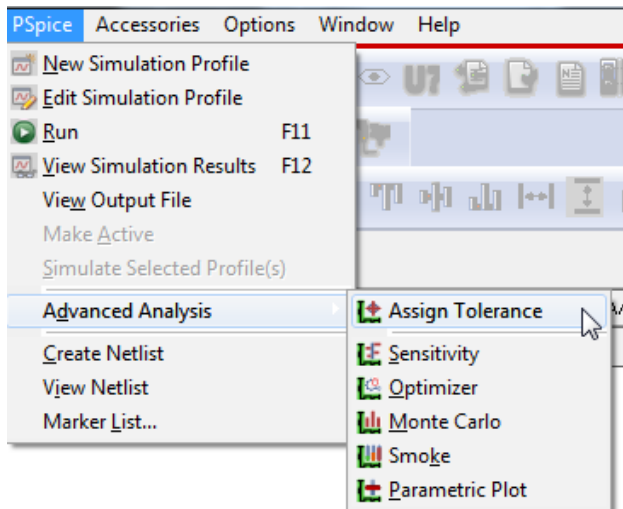 PSpice Accessories Options Window Help
New Simulation Profile
Edit Simulation Profile
Run F11
View Simulation Results F12
View Output File
Make Active
Simulate Selected Profile(s)
Advanced Analysis
Assign Tolerance
Create Netlist
View Netlist
Marker List...
Sensitivity
Optimizer
Monte Carlo
Smoke
Parametric Plot
U?